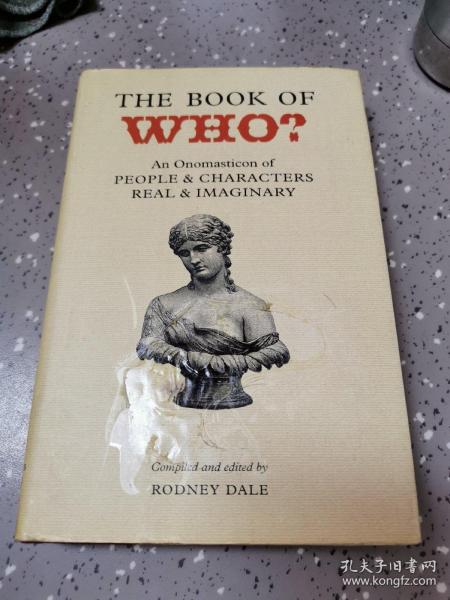 THE BOOK OF
WHO?
An Onomasticon of
PEOPLE & CHARACTERS
REAL & IMAGINARY
Compiled and edited by
RODNEY DALE
孔夫子旧书网
www.kongfz.com